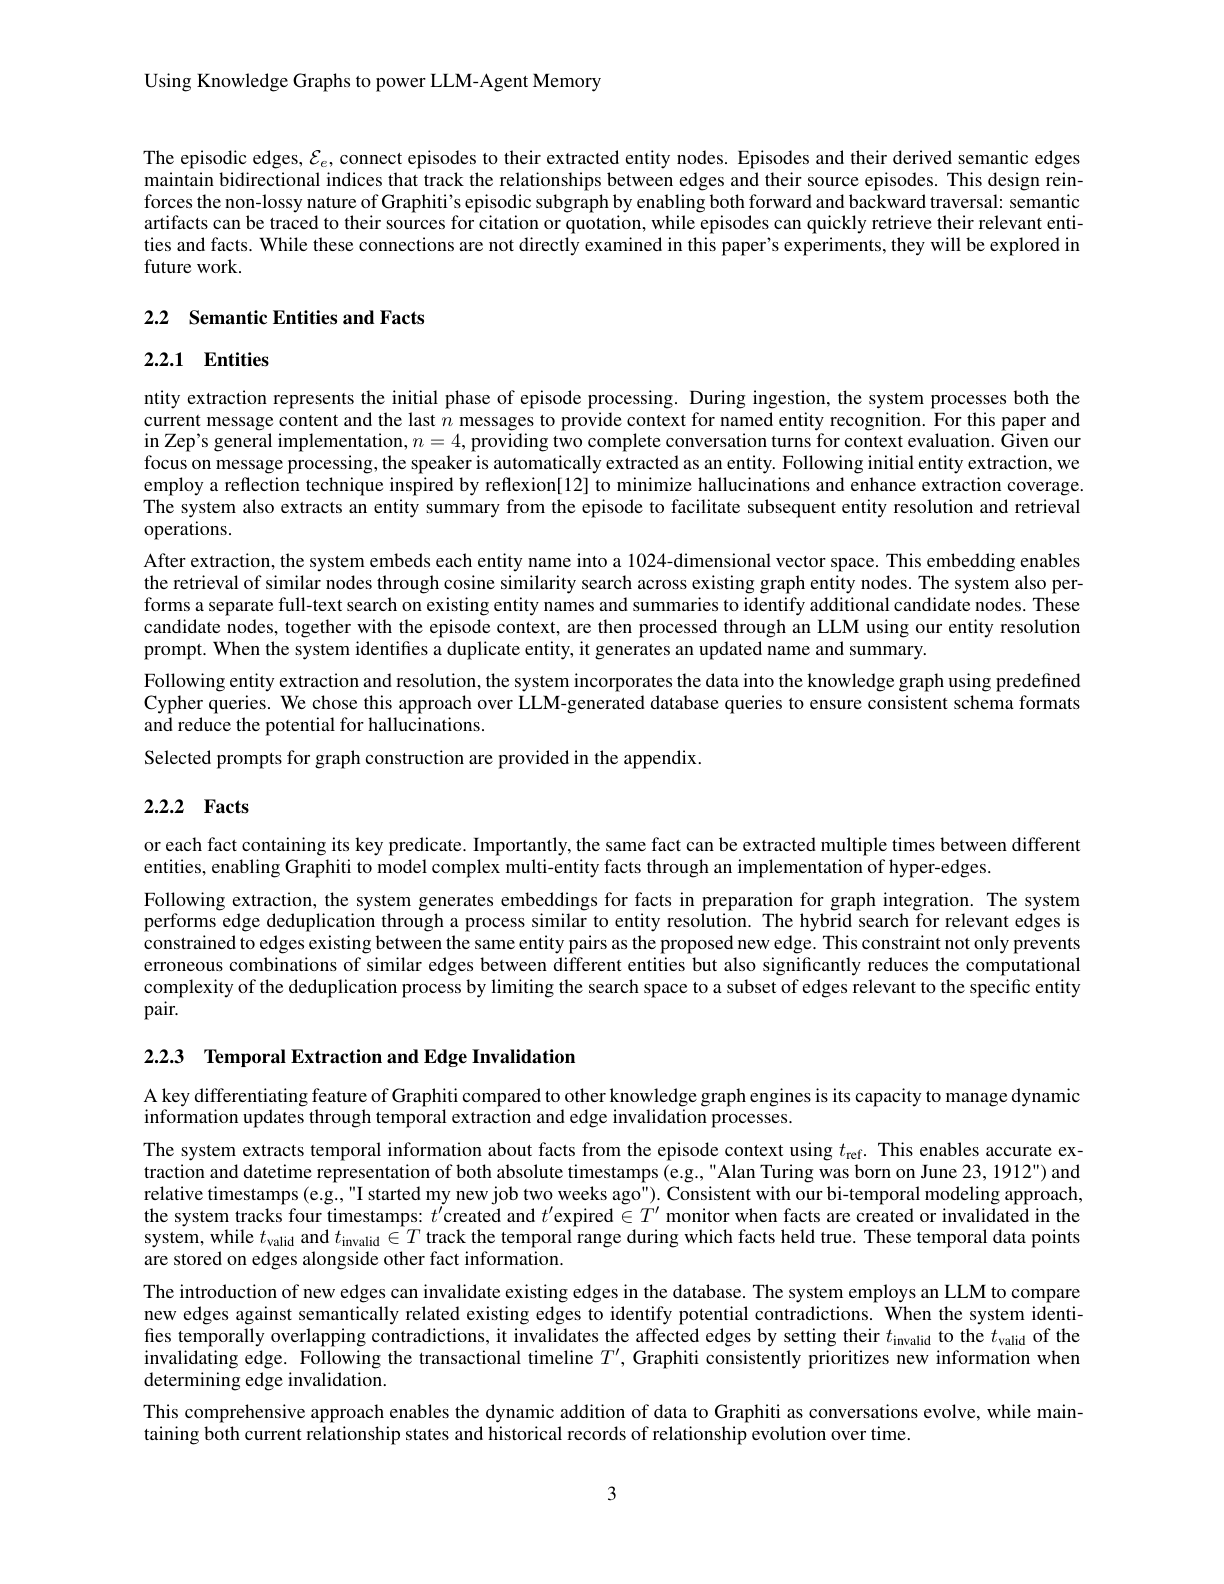 Using Knowledge Graphs to power LLM-Agent Memory
The episodic edges, ℰₑ, connect episodes to their extracted entity nodes. Episodes and their derived semantic edges
maintain bidirectional indices that track the relationships between edges and their source episodes. This design rein-
forces the non-lossy nature of Graphiti's episodic subgraph by enabling both forward and backward traversal: semantic
artifacts can be traced to their sources for citation or quotation, while episodes can quickly retrieve their relevant enti-
ties and facts. While these connections are not directly examined in this paper's experiments, they will be explored in
future work.
2.2 Semantic Entities and Facts
2.2.1 Entities
ntity extraction represents the initial phase of episode processing. During ingestion, the system processes both the
current message content and the last n messages to provide context for named entity recognition. For this paper and
in Zep's general implementation, n = 4, providing two complete conversation turns for context evaluation. Given our
focus on message processing, the speaker is automatically extracted as an entity. Following initial entity extraction, we
employ a reflection technique inspired by reflexion[12] to minimize hallucinations and enhance extraction coverage.
The system also extracts an entity summary from the episode to facilitate subsequent entity resolution and retrieval
operations.
After extraction, the system embeds each entity name into a 1024-dimensional vector space. This embedding enables
the retrieval of similar nodes through cosine similarity search across existing graph entity nodes. The system also per-
forms a separate full-text search on existing entity names and summaries to identify additional candidate nodes. These
candidate nodes, together with the episode context, are then processed through an LLM using our entity resolution
prompt. When the system identifies a duplicate entity, it generates an updated name and summary.
Following entity extraction and resolution, the system incorporates the data into the knowledge graph using predefined
Cypher queries. We chose this approach over LLM-generated database queries to ensure consistent schema formats
and reduce the potential for hallucinations.
Selected prompts for graph construction are provided in the appendix.
2.2.2 Facts
or each fact containing its key predicate. Importantly, the same fact can be extracted multiple times between different
entities, enabling Graphiti to model complex multi-entity facts through an implementation of hyper-edges.
Following extraction, the system generates embeddings for facts in preparation for graph integration. The system
performs edge deduplication through a process similar to entity resolution. The hybrid search for relevant edges is
constrained to edges existing between the same entity pairs as the proposed new edge. This constraint not only prevents
erroneous combinations of similar edges between different entities but also significantly reduces the computational
complexity of the deduplication process by limiting the search space to a subset of edges relevant to the specific entity
pair.
2.2.3 Temporal Extraction and Edge Invalidation
A key differentiating feature of Graphiti compared to other knowledge graph engines is its capacity to manage dynamic
information updates through temporal extraction and edge invalidation processes.
The system extracts temporal information about facts from the episode context using t_ref. This enables accurate ex-
traction and datetime representation of both absolute timestamps (e.g., "Alan Turing was born on June 23, 1912") and
relative timestamps (e.g., "I started my new job two weeks ago"). Consistent with our bi-temporal modeling approach,
the system tracks four timestamps: t′created and t′expired ∈ T′ monitor when facts are created or invalidated in the
system, while t_valid and t_invalid ∈ T track the temporal range during which facts held true. These temporal data points
are stored on edges alongside other fact information.
The introduction of new edges can invalidate existing edges in the database. The system employs an LLM to compare
new edges against semantically related existing edges to identify potential contradictions. When the system identi-
fies temporally overlapping contradictions, it invalidates the affected edges by setting their t_invalid to the t_valid of the
invalidating edge. Following the transactional timeline T′, Graphiti consistently prioritizes new information when
determining edge invalidation.
This comprehensive approach enables the dynamic addition of data to Graphiti as conversations evolve, while main-
taining both current relationship states and historical records of relationship evolution over time.
3